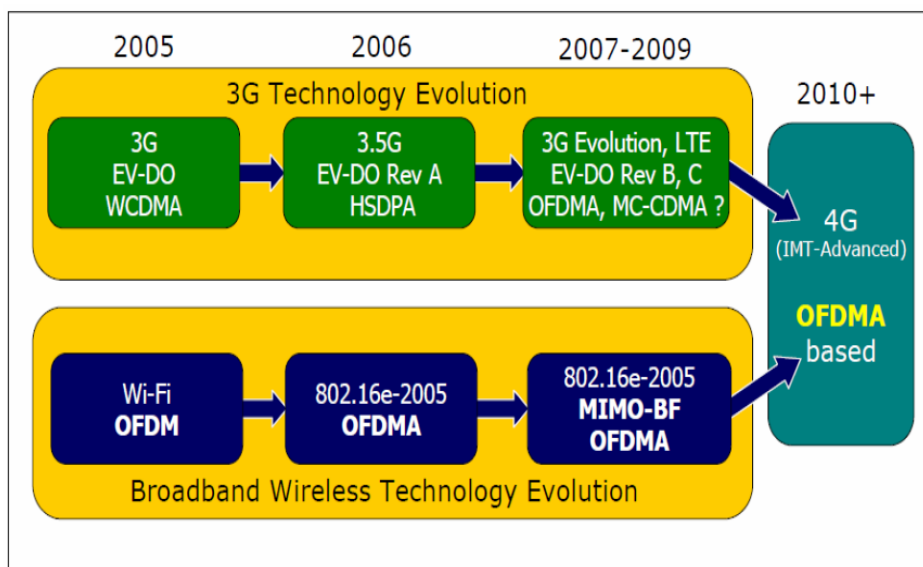 2005
2006
2007-2009
2010+
3G Technology Evolution
3G
EV-DO
WCDMA
3.5G
EV-DO Rev A
HSDPA
3G Evolution, LTE
EV-DO Rev B, C
OFDMA, MC-CDMA ?
4G
(IMT-Advanced)
OFDMA
based
Wi-Fi
OFDM
802.16e-2005
OFDMA
802.16e-2005
MIMO-BF
OFDMA
Broadband Wireless Technology Evolution